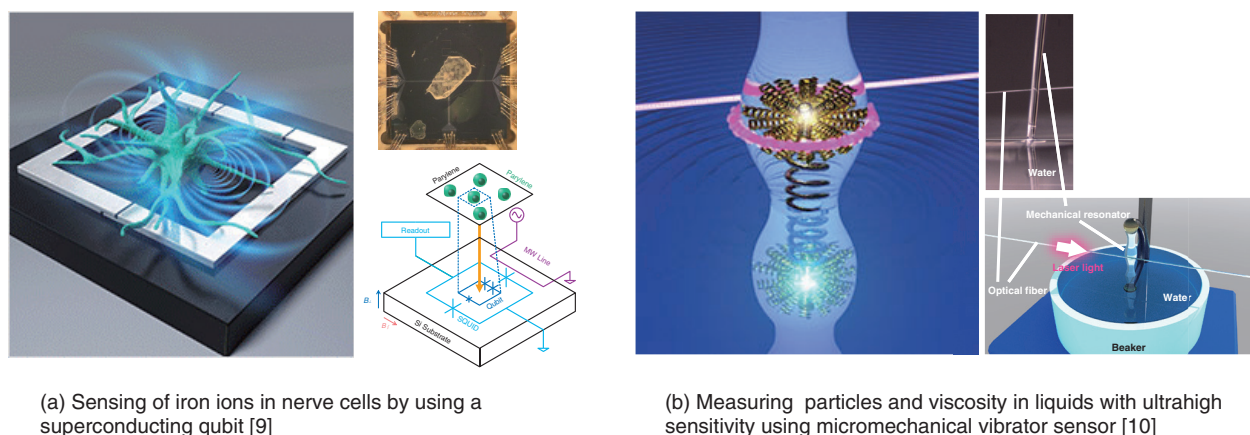 Parylene
Parylene
Readout
MW Line
Qubit
SQUID
SI Substrate
Water
Mechanical resonator
Laser light
Optical fiber
Water
Beaker
(a) Sensing of iron ions in nerve cells by using a
superconducting qubit [9]
(b) Measuring particles and viscosity in liquids with ultrahigh
sensitivity using micromechanical vibrator sensor [10]